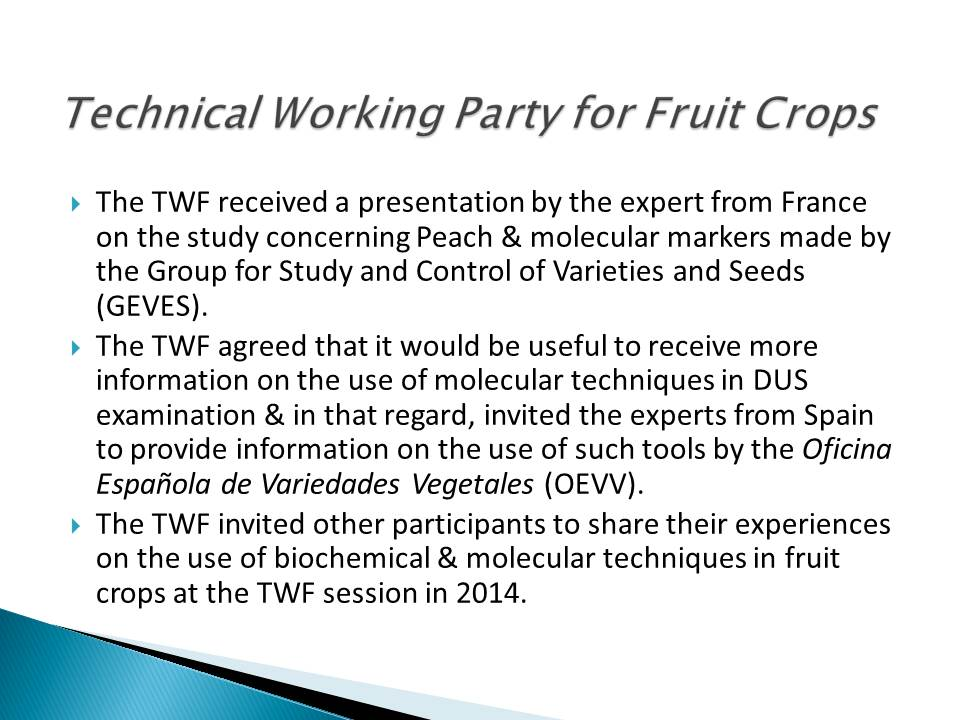 Technical Working Party for Fruit Crops
The TWF received a presentation by the expert from France
on the study concerning Peach & molecular markers made by
the Group for Study and Control of Varieties and Seeds
(GEVES).
The TWF agreed that it would be useful to receive more
information on the use of molecular techniques in DUS
examination & in that regard, invited the experts from Spain
to provide information on the use of such tools by the Oficina
Española de Variedades Vegetales (OEVV).
The TWF invited other participants to share their experiences
on the use of biochemical & molecular techniques in fruit
crops at the TWF session in 2014.